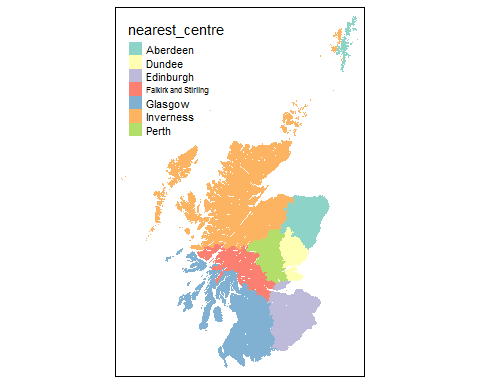 nearest_centre
Aberdeen
Dundee
Edinburgh
Falkirk and Stirling
Glasgow
Inverness
Perth